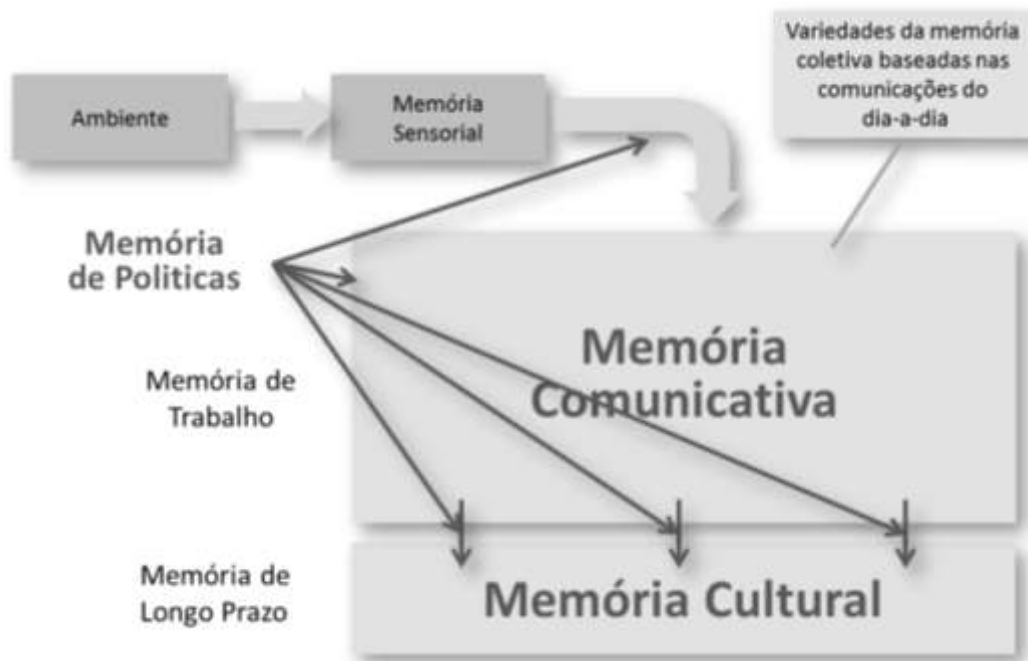 Variedades da memória
coletiva baseadas nas
comunicações do
dia-a-dia
Ambiente
Memória
Sensorial
Memória
de Politicas
Memória
Comunicativa
Memória de
Trabalho
Memória de
Longo Prazo
Memória Cultural